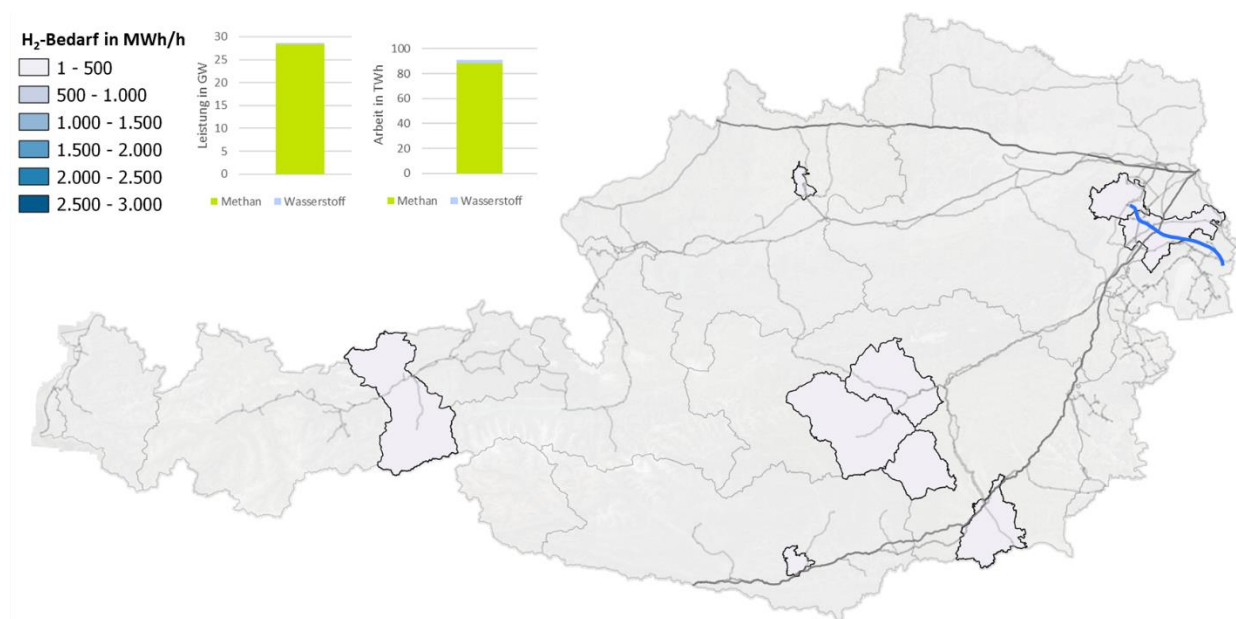 H₂-Bedarf in MWh/h
1 - 500
500 - 1.000
1.000 - 1.500
1.500 - 2.000
2.000 - 2.500
2.500 - 3.000
Leistung in GW
30
25
20
15
10
5
0
Methan Wasserstoff
Arbeit in TWh
100
80
60
40
20
0
Methan Wasserstoff